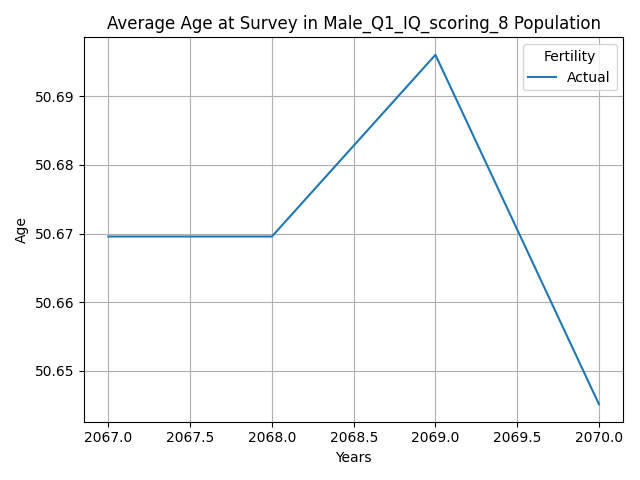 Average Age at Survey in Male_Q1_IQ_scoring_8 Population
Fertility
Actual
50.69
50.68
50.67
50.66
50.65
Age
2067.0 2067.5 2068.0 2068.5 2069.0 2069.5 2070.0
Years